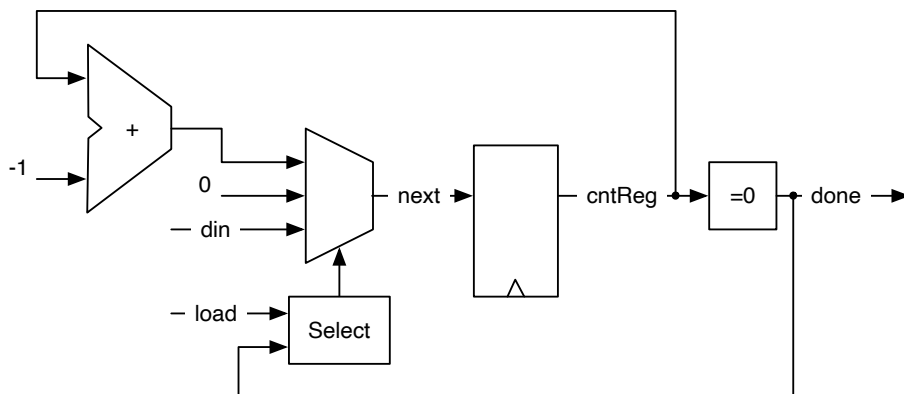 +
-1
0
din
next
cntReg
=0
done
load
Select